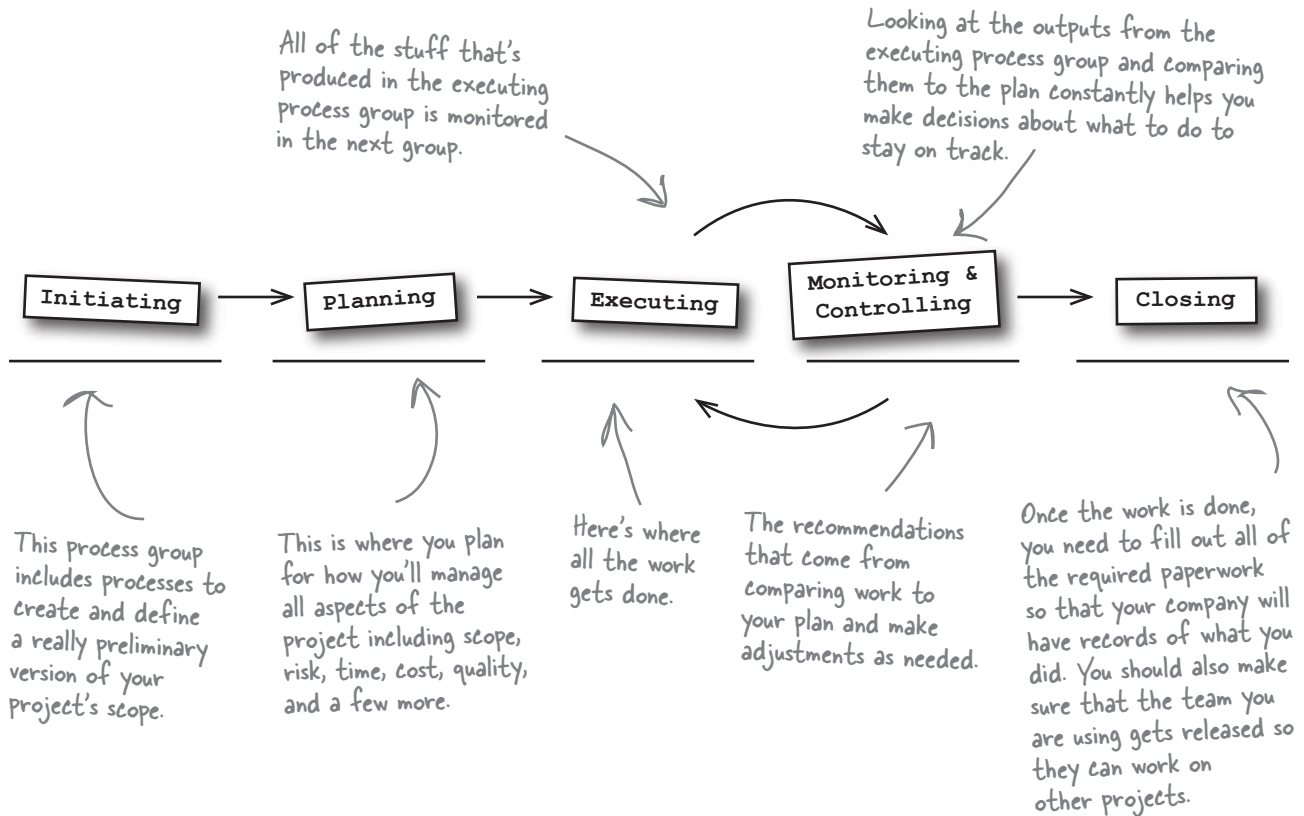 All of the stuff that's
produced in the executing
process group is monitored
in the next group.
Looking at the outputs from the
executing process group and comparing
them to the plan constantly helps you
make decisions about what to do to
stay on track.
Initiating
Planning
Executing
Monitoring &
Controlling
Closing
This process group
includes processes to
create and define
a really preliminary
version of your
project's scope.
This is where you plan
for how you'll manage
all aspects of the
project including scope,
risk, time, cost, quality,
and a few more.
Here's where
all the work
gets done.
The recommendations
that come from
comparing work to
your plan and make
adjustments as needed.
Once the work is done,
you need to fill out all of
the required paperwork
so that your company will
have records of what you
did. You should also make
sure that the team you
are using gets released so
they can work on
other projects.